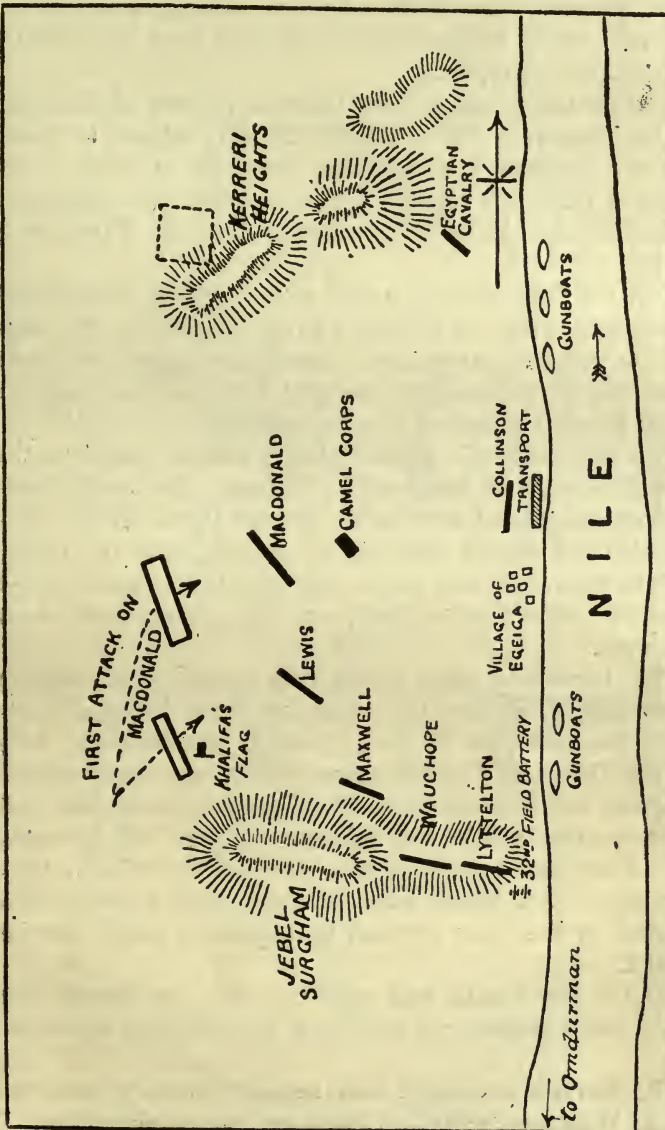 FIRST ATTACK ON
MACDONALD
KHALIFA'S
FLAG
JEBEL
SURGHAM
MAXWELL
WAUCHOPE
LYTTELTON
32ND FIELD BATTERY
LEWIS
MACDONALD
CAMEL CORPS
KERRERI
HEIGHTS
EGYPTIAN
CAVALRY
VILLAGE OF
EGEIGA
COLLINSON
TRANSPORT
GUNBOATS
GUNBOATS
NILE
to Omdurman